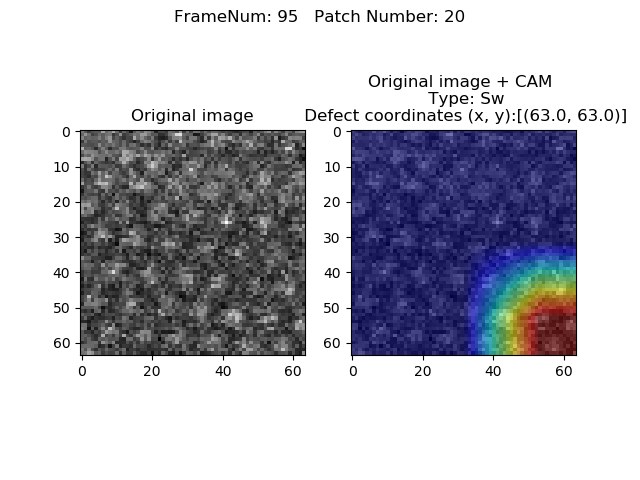 FrameNum: 95   Patch Number: 20
Original image
Original image + CAM
Type: Sw
Defect coordinates (x, y):[(63.0, 63.0)]
0
10
20
30
40
50
60
0 20 40 60
0
10
20
30
40
50
60
0 20 40 60